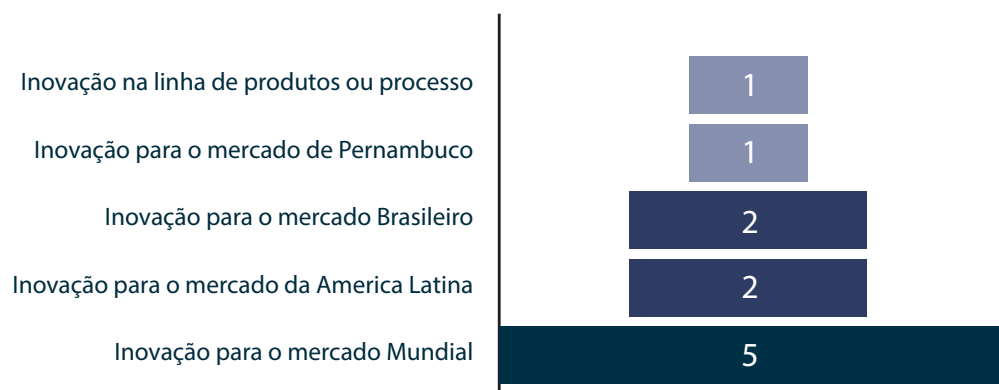 Inovação na linha de produtos ou processo
1
Inovação para o mercado de Pernambuco
1
Inovação para o mercado Brasileiro
2
Inovação para o mercado da America Latina
2
Inovação para o mercado Mundial
5